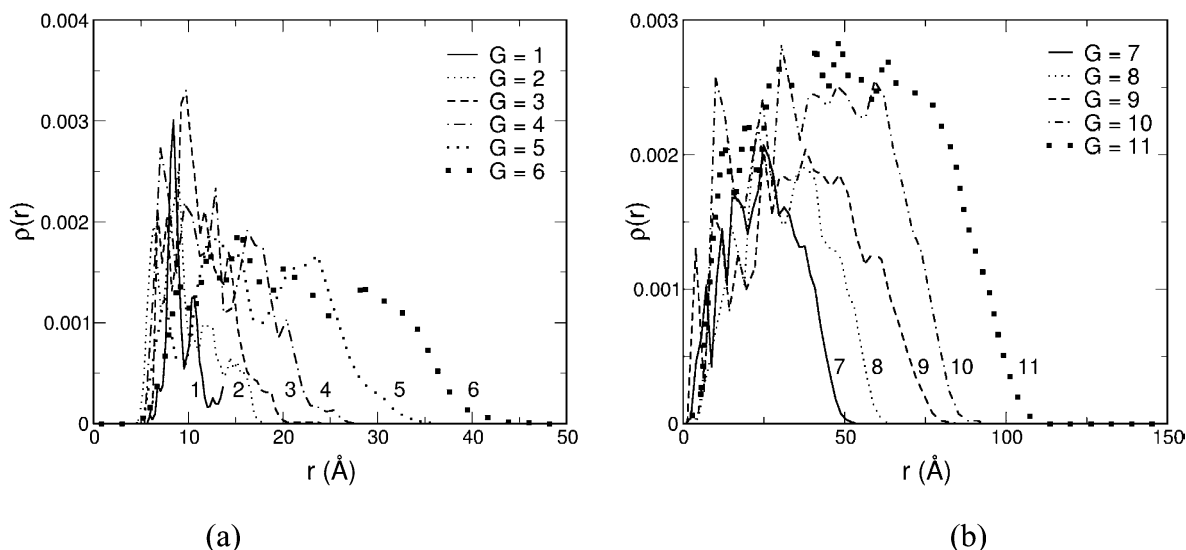 0.004
0.003
0.002
0.001
0
ρ(r)
0 10 20 30 40 50
r (Å)
G = 1
G = 2
G = 3
G = 4
G = 5
G = 6
1 2 3 4 5 6
(a)
0.003
0.002
0.001
0
ρ(r)
0 50 100 150
r (Å)
G = 7
G = 8
G = 9
G = 10
G = 11
7 8 9 10 11
(b)